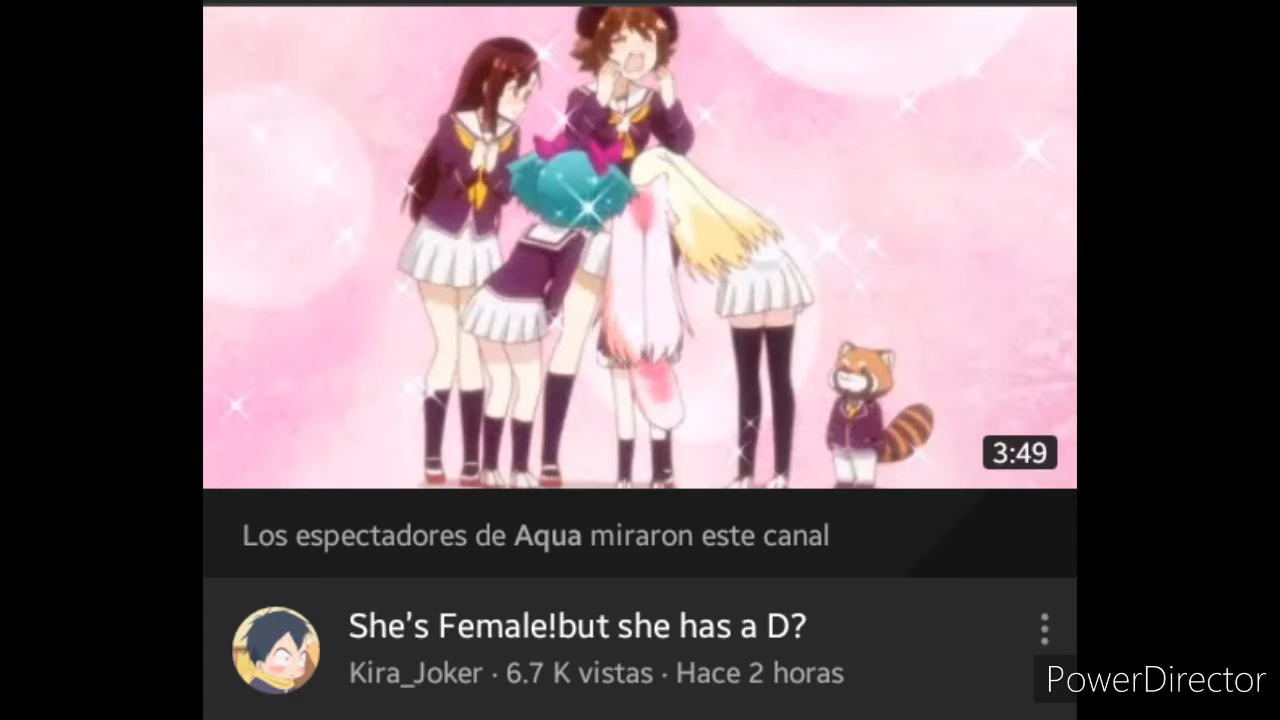 3:49
Los espectadores de Aqua miraron este canal
She's Female!but she has a D?
Kira_Joker · 6.7 K vistas · Hace 2 horas
PowerDirector